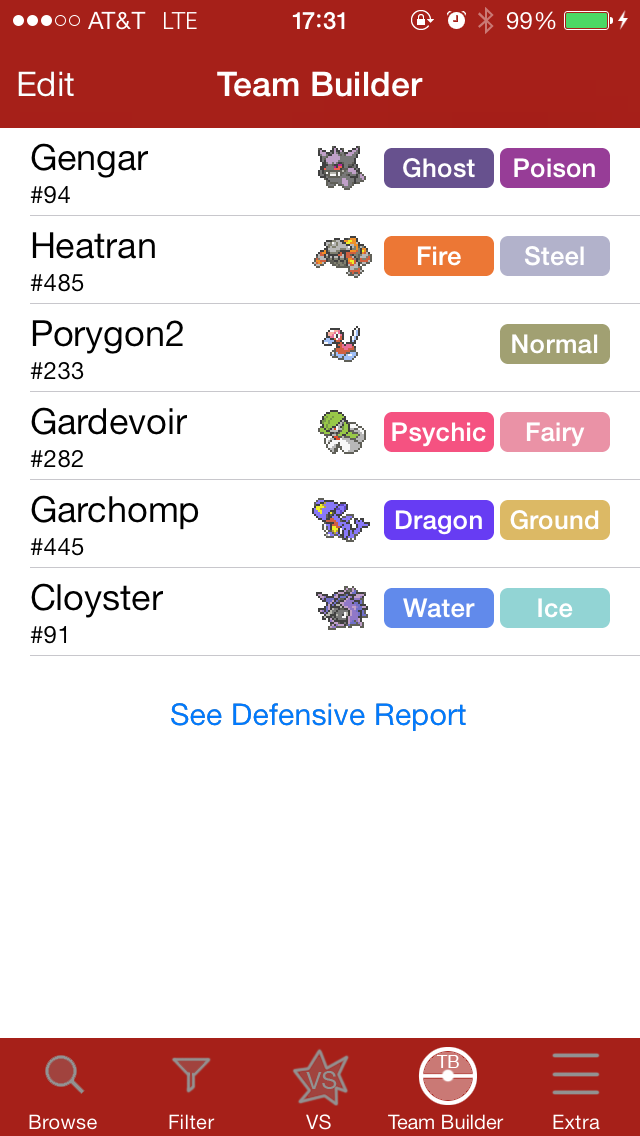 AT&T LTE 17:31 99%
Edit Team Builder
Gengar
#94
Ghost Poison
Heatran
#485
Fire Steel
Porygon2
#233
Normal
Gardevoir
#282
Psychic Fairy
Garchomp
#445
Dragon Ground
Cloyster
#91
Water Ice
See Defensive Report
VS TB
Browse Filter VS Team Builder Extra